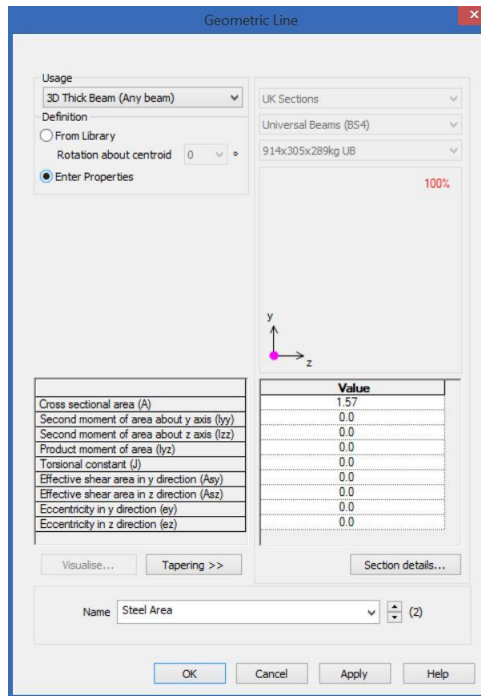 Geometric Line
×
Usage
3D Thick Beam (Any beam)
Definition
From Library
Rotation about centroid 0 °
Enter Properties
UK Sections
Universal Beams (BS4)
914x305x289kg UB
100%
y
z
Value
Cross sectional area (A) 1.57
Second moment of area about y axis (Iyy) 0.0
Second moment of area about z axis (Izz) 0.0
Product moment of area (Iyz) 0.0
Torsional constant (J) 0.0
Effective shear area in y direction (Asy) 0.0
Effective shear area in z direction (Asz) 0.0
Eccentricity in y direction (ey) 0.0
Eccentricity in z direction (ez) 0.0
Visualise... Tapering >> Section details...
Name Steel Area (2)
OK Cancel Apply Help